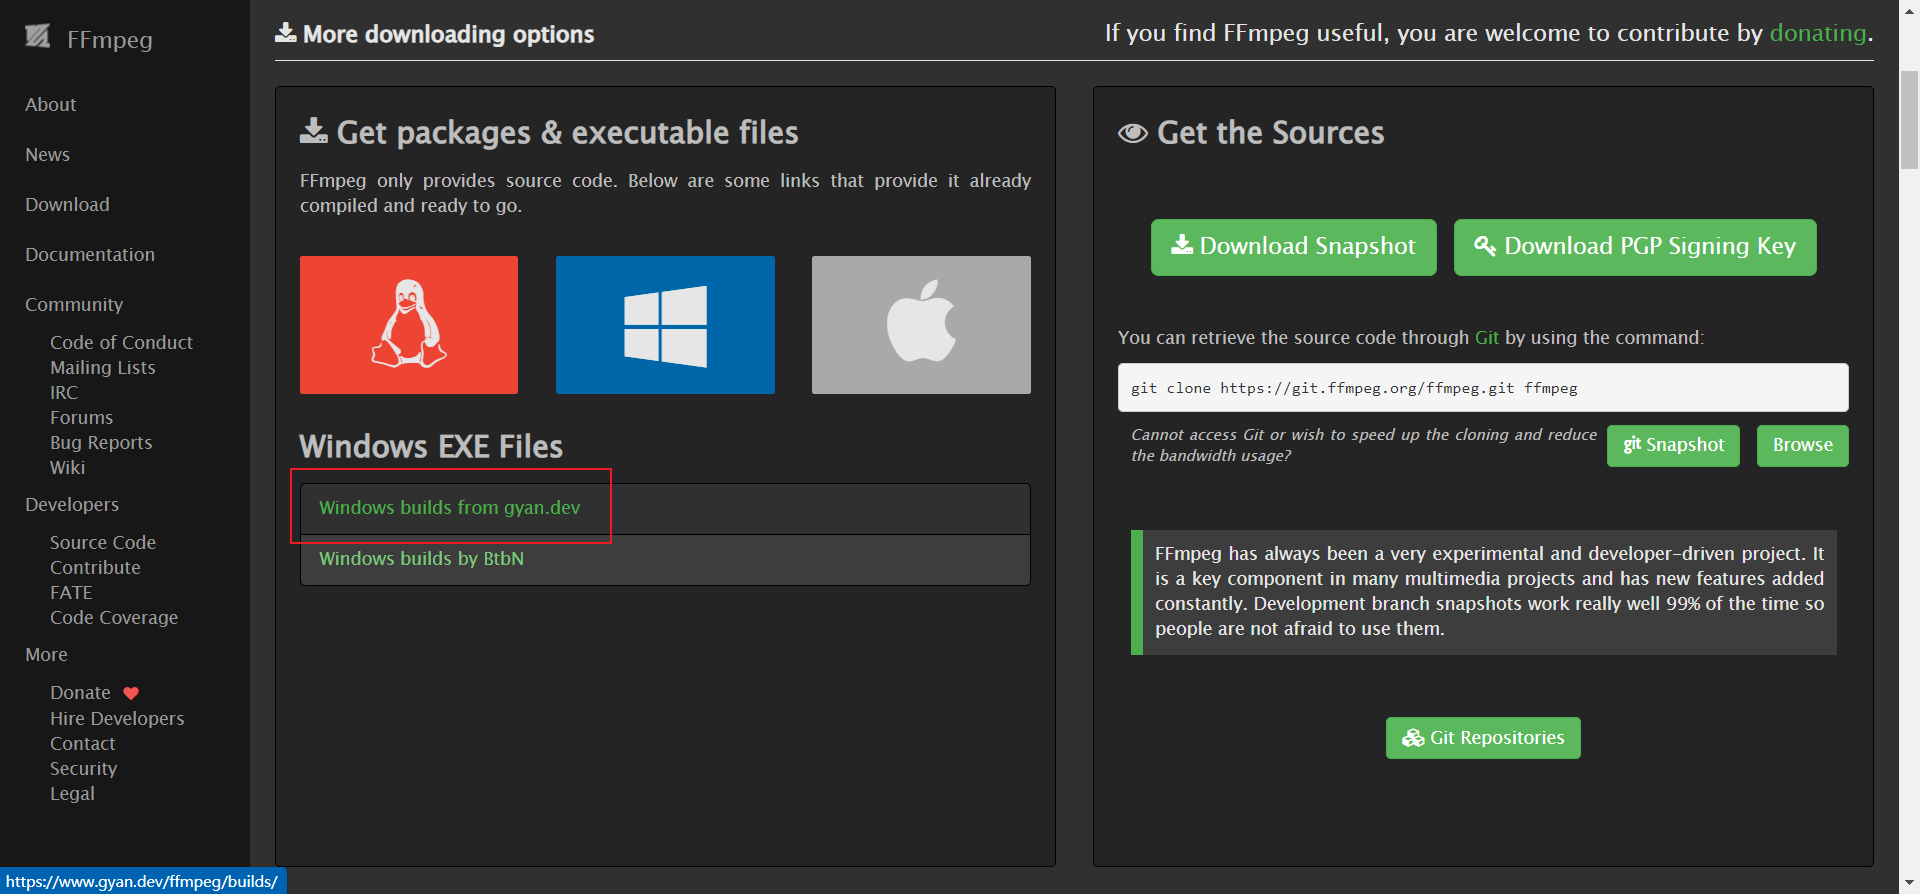 FFmpeg
About
News
Download
Documentation
Community
Code of Conduct
Mailing Lists
IRC
Forums
Bug Reports
Wiki
Developers
Source Code
Contribute
FATE
Code Coverage
More
Donate
Hire Developers
Contact
Security
Legal
More downloading options
If you find FFmpeg useful, you are welcome to contribute by donating.
Get packages & executable files
FFmpeg only provides source code. Below are some links that provide it already
compiled and ready to go.
Windows EXE Files
Windows builds from gyan.dev
Windows builds by BtbN
Get the Sources
Download Snapshot
Download PGP Signing Key
You can retrieve the source code through Git by using the command:
git clone https://git.ffmpeg.org/ffmpeg.git ffmpeg
Cannot access Git or wish to speed up the cloning and reduce
the bandwidth usage?
git Snapshot
Browse
FFmpeg has always been a very experimental and developer-driven project. It
is a key component in many multimedia projects and has new features added
constantly. Development branch snapshots work really well 99% of the time so
people are not afraid to use them.
Git Repositories
https://www.gyan.dev/ffmpeg/builds/